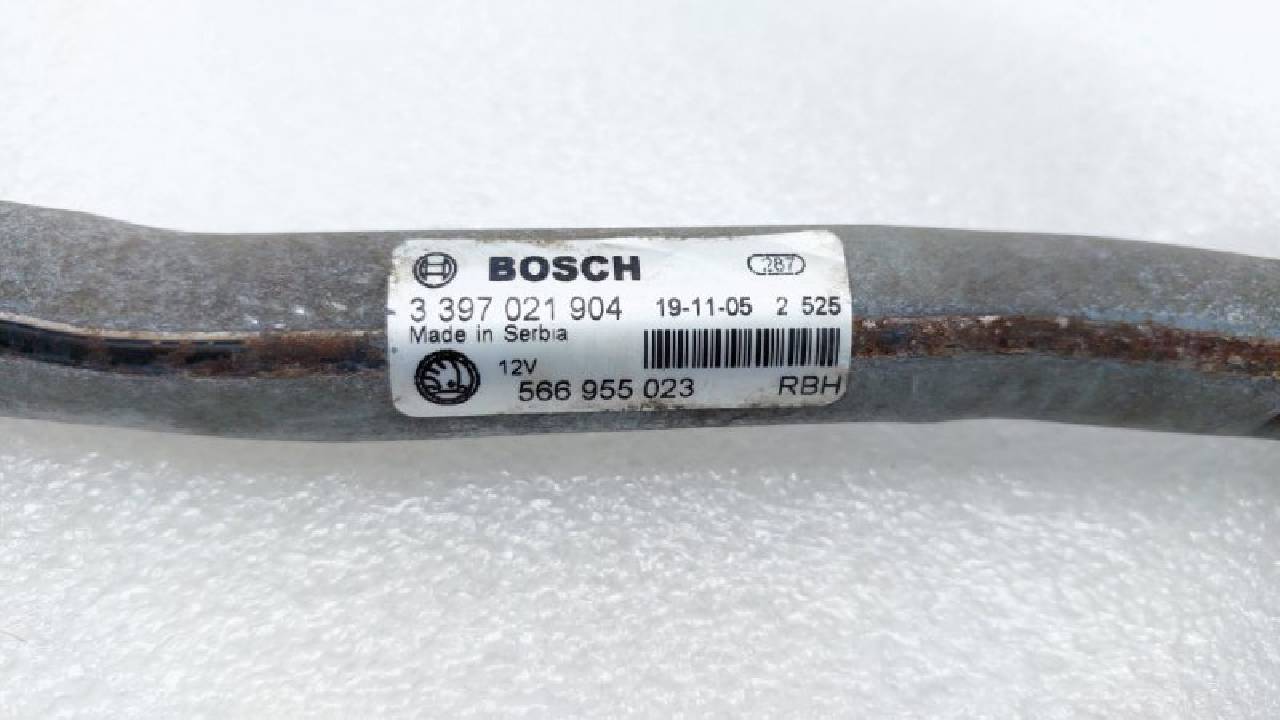 BOSCH 287
3 397 021 904 19-11-05 2 525
Made in Serbia
12V
566 955 023 RBH